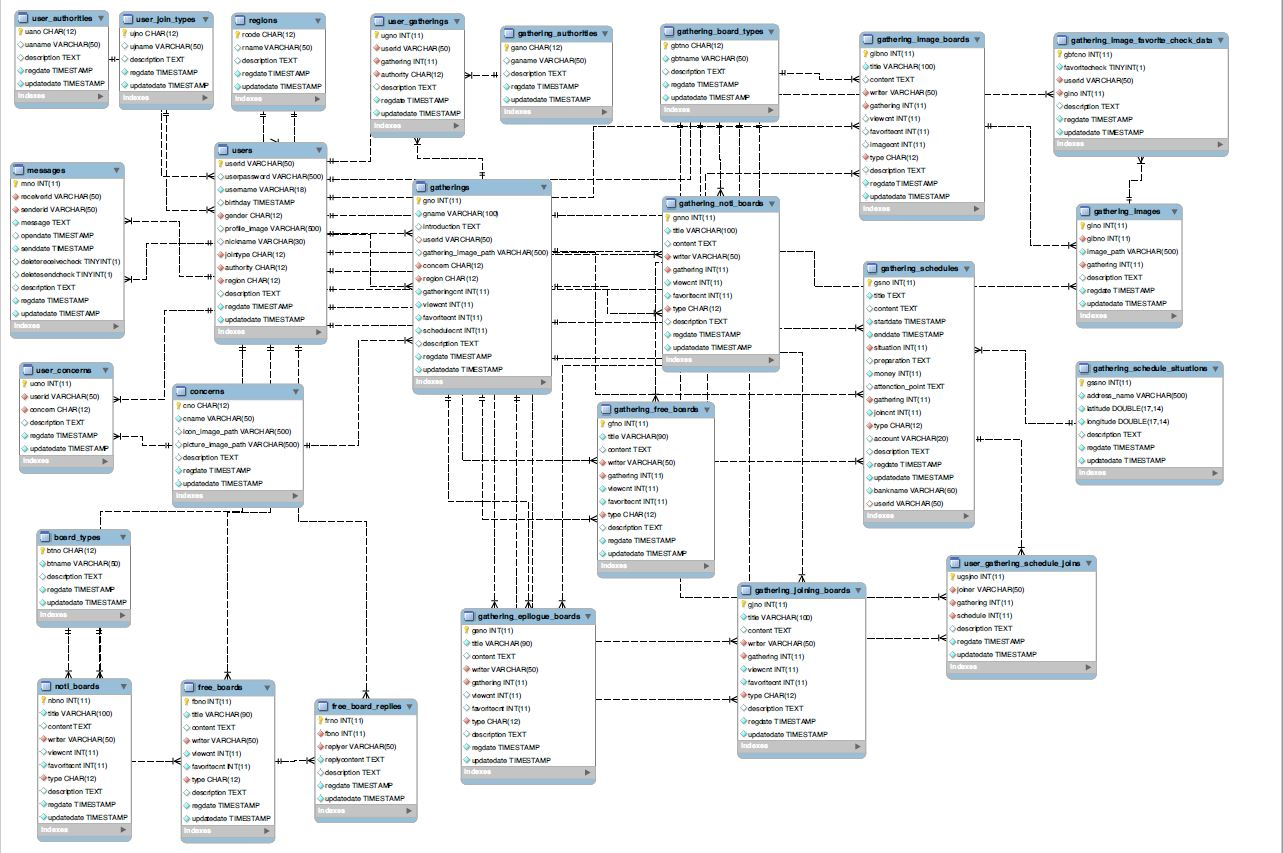 user_authorities
uano CHAR(12)
uaname VARCHAR(50)
description TEXT
regdate TIMESTAMP
updatedate TIMESTAMP
Indexes
user_join_types
ujno CHAR(12)
ujname VARCHAR(50)
description TEXT
regdate TIMESTAMP
updatedate TIMESTAMP
Indexes
regions
rcode CHAR(12)
rname VARCHAR(50)
description TEXT
regdate TIMESTAMP
updatedate TIMESTAMP
Indexes
user_gatherings
ugno INT(11)
userid VARCHAR(50)
gathering INT(11)
authority CHAR(12)
description TEXT
regdate TIMESTAMP
updatedate TIMESTAMP
Indexes
gathering_authorities
gano CHAR(12)
ganame VARCHAR(50)
description TEXT
regdate TIMESTAMP
updatedate TIMESTAMP
Indexes
gathering_board_types
gbtno CHAR(12)
gbtname VARCHAR(50)
description TEXT
regdate TIMESTAMP
updatedate TIMESTAMP
Indexes
gathering_image_boards
gibno INT(11)
title VARCHAR(100)
content TEXT
writer VARCHAR(50)
gathering INT(11)
viewcnt INT(11)
favoritecnt INT(11)
imagecnt INT(11)
type CHAR(12)
description TEXT
regdate TIMESTAMP
updatedate TIMESTAMP
Indexes
gathering_image_favorite_check_data
gbfcno INT(11)
favoritecheck TINYINT(1)
userid VARCHAR(50)
gino INT(11)
description TEXT
regdate TIMESTAMP
updatedate TIMESTAMP
Indexes
messages
mno INT(11)
receiverid VARCHAR(50)
senderid VARCHAR(50)
message TEXT
opendate TIMESTAMP
senddate TIMESTAMP
deletereceivecheck TINYINT(1)
deletesendcheck TINYINT(1)
description TEXT
regdate TIMESTAMP
updatedate TIMESTAMP
Indexes
users
userid VARCHAR(50)
userpassword VARCHAR(500)
username VARCHAR(18)
birthday TIMESTAMP
gender CHAR(12)
profile_image VARCHAR(500)
nickname VARCHAR(30)
jointype CHAR(12)
authority CHAR(12)
region CHAR(12)
description TEXT
regdate TIMESTAMP
updatedate TIMESTAMP
Indexes
gatherings
gno INT(11)
gname VARCHAR(100)
introduction TEXT
userid VARCHAR(50)
gathering_image_path VARCHAR(500)
concern CHAR(12)
region CHAR(12)
gatheringcnt INT(11)
viewcnt INT(11)
favoritecnt INT(11)
schedulecnt INT(11)
description TEXT
regdate TIMESTAMP
updatedate TIMESTAMP
Indexes
gathering_noti_boards
gnno INT(11)
title VARCHAR(100)
content TEXT
writer VARCHAR(50)
gathering INT(11)
viewcnt INT(11)
favoritecnt INT(11)
type CHAR(12)
description TEXT
regdate TIMESTAMP
updatedate TIMESTAMP
Indexes
gathering_images
gino INT(11)
gibno INT(11)
image_path VARCHAR(500)
gathering INT(11)
description TEXT
regdate TIMESTAMP
updatedate TIMESTAMP
Indexes
gathering_schedules
gsno INT(11)
title TEXT
content TEXT
startdate TIMESTAMP
enddate TIMESTAMP
situation INT(11)
preparation TEXT
money INT(11)
attenction_point TEXT
gathering INT(11)
joincnt INT(11)
type CHAR(12)
account VARCHAR(20)
description TEXT
regdate TIMESTAMP
updatedate TIMESTAMP
bankname VARCHAR(60)
userid VARCHAR(50)
Indexes
user_concerns
ucno INT(11)
userid VARCHAR(50)
concern CHAR(12)
description TEXT
regdate TIMESTAMP
updatedate TIMESTAMP
Indexes
concerns
cno CHAR(12)
cname VARCHAR(50)
icon_image_path VARCHAR(500)
picture_image_path VARCHAR(500)
description TEXT
regdate TIMESTAMP
updatedate TIMESTAMP
Indexes
gathering_schedule_situations
gssno INT(11)
address_name VARCHAR(500)
latitude DOUBLE(17,14)
longitude DOUBLE(17,14)
description TEXT
regdate TIMESTAMP
updatedate TIMESTAMP
Indexes
gathering_free_boards
gfno INT(11)
title VARCHAR(90)
content TEXT
writer VARCHAR(50)
gathering INT(11)
viewcnt INT(11)
favoritecnt INT(11)
type CHAR(12)
description TEXT
regdate TIMESTAMP
updatedate TIMESTAMP
Indexes
board_types
btno CHAR(12)
btname VARCHAR(50)
description TEXT
regdate TIMESTAMP
updatedate TIMESTAMP
Indexes
user_gathering_schedule_joins
ugsjno INT(11)
joiner VARCHAR(50)
gathering INT(11)
schedule INT(11)
description TEXT
regdate TIMESTAMP
updatedate TIMESTAMP
Indexes
gathering_epilogue_boards
geno INT(11)
title VARCHAR(90)
content TEXT
writer VARCHAR(50)
gathering INT(11)
viewcnt INT(11)
favoritecnt INT(11)
type CHAR(12)
description TEXT
regdate TIMESTAMP
updatedate TIMESTAMP
Indexes
gathering_joining_boards
gjno INT(11)
title VARCHAR(100)
content TEXT
writer VARCHAR(50)
gathering INT(11)
viewcnt INT(11)
favoritecnt INT(11)
type CHAR(12)
description TEXT
regdate TIMESTAMP
updatedate TIMESTAMP
Indexes
noti_boards
nbno INT(11)
title VARCHAR(100)
content TEXT
writer VARCHAR(50)
viewcnt INT(11)
favoritecnt INT(11)
type CHAR(12)
description TEXT
regdate TIMESTAMP
updatedate TIMESTAMP
Indexes
free_boards
fbno INT(11)
title VARCHAR(90)
content TEXT
writer VARCHAR(50)
viewcnt INT(11)
favoritecnt INT(11)
type CHAR(12)
description TEXT
regdate TIMESTAMP
updatedate TIMESTAMP
Indexes
free_board_replies
frno INT(11)
fbno INT(11)
replyer VARCHAR(50)
replycontent TEXT
description TEXT
regdate TIMESTAMP
updatedate TIMESTAMP
Indexes